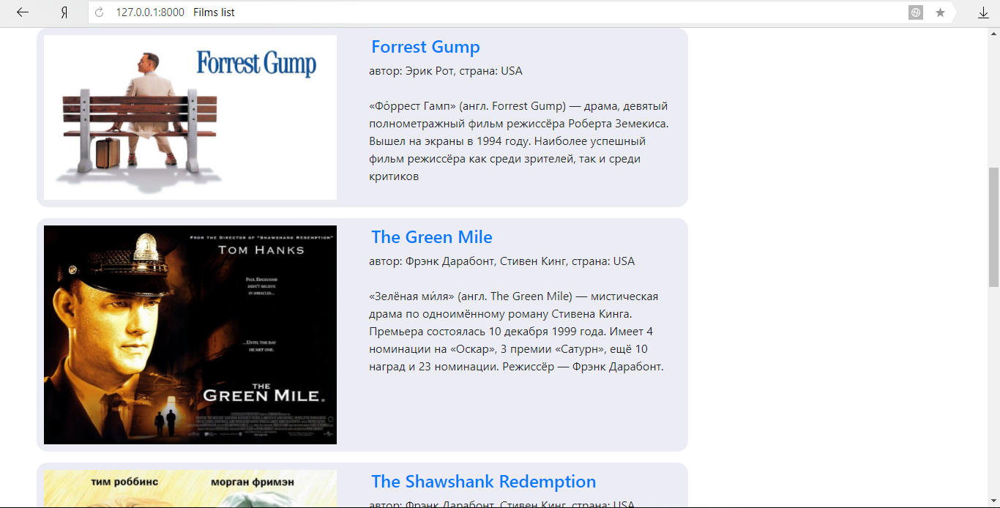 Я 127.0.0.1:8000 Films list
Forrest Gump
Forrest Gump
автор: Эрик Рот, страна: USA
«Фо́ррест Гамп» (англ. Forrest Gump) — драма, девятый
полнометражный фильм режиссёра Роберта Земекиса.
Вышел на экраны в 1994 году. Наиболее успешный
фильм режиссёра как среди зрителей, так и среди
критиков
FROM THE DIRECTOR OF "SHAWSHANK REDEMPTION"
TOM HANKS
PAUL EDGECOMB
DIDN'T BELIEVE
IN MIRACLES...
...UNTIL THE DAY
HE MET ONE.
THE
GREEN MILE
The Green Mile
автор: Фрэнк Дарабонт, Стивен Кинг, страна: USA
«Зелёная ми́ля» (англ. The Green Mile) — мистическая
драма по одноимённому роману Стивена Кинга.
Премьера состоялась 10 декабря 1999 года. Имеет 4
номинации на «Оскар», 3 премии «Сатурн», ещё 10
наград и 23 номинации. Режиссёр — Фрэнк Дарабонт.
тим роббинс морган фримэн
The Shawshank Redemption
автор: Фрэнк Дарабонт, Стивен Кинг, страна: USA